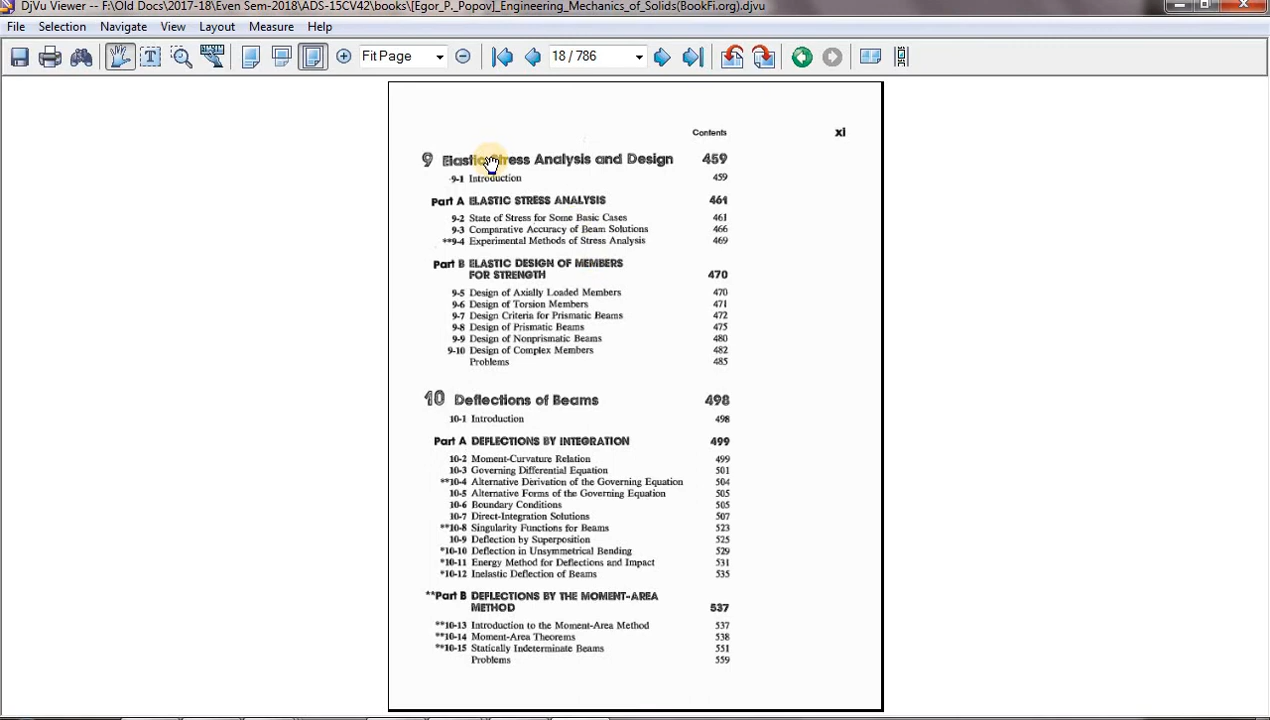 DjVu Viewer -- F:\Old Docs\2017-18\Even Sem-2018\ADS-15CV42\books\[Egor_P._Popov]_Engineering_Mechanics_of_Solids(BookFi.org).djvu
File Selection Navigate View Layout Measure Help
Fit Page 18 / 786
Contents xi
9 Elastic Stress Analysis and Design 459
9-1 Introduction 459
Part A ELASTIC STRESS ANALYSIS 461
9-2 State of Stress for Some Basic Cases 461
9-3 Comparative Accuracy of Beam Solutions 466
**9-4 Experimental Methods of Stress Analysis 469
Part B ELASTIC DESIGN OF MEMBERS
FOR STRENGTH 470
9-5 Design of Axially Loaded Members 470
9-6 Design of Torsion Members 471
9-7 Design Criteria for Prismatic Beams 472
9-8 Design of Prismatic Beams 475
9-9 Design of Nonprismatic Beams 480
9-10 Design of Complex Members 482
Problems 485
10 Deflections of Beams 498
10-1 Introduction 498
Part A DEFLECTIONS BY INTEGRATION 499
10-2 Moment-Curvature Relation 499
10-3 Governing Differential Equation 501
**10-4 Alternative Derivation of the Governing Equation 504
10-5 Alternative Forms of the Governing Equation 505
10-6 Boundary Conditions 505
10-7 Direct-Integration Solutions 507
**10-8 Singularity Functions for Beams 523
10-9 Deflection by Superposition 525
*10-10 Deflection in Unsymmetrical Bending 529
*10-11 Energy Method for Deflections and Impact 531
*10-12 Inelastic Deflection of Beams 535
**Part B DEFLECTIONS BY THE MOMENT-AREA
METHOD 537
**10-13 Introduction to the Moment-Area Method 537
**10-14 Moment-Area Theorems 538
**10-15 Statically Indeterminate Beams 551
Problems 559